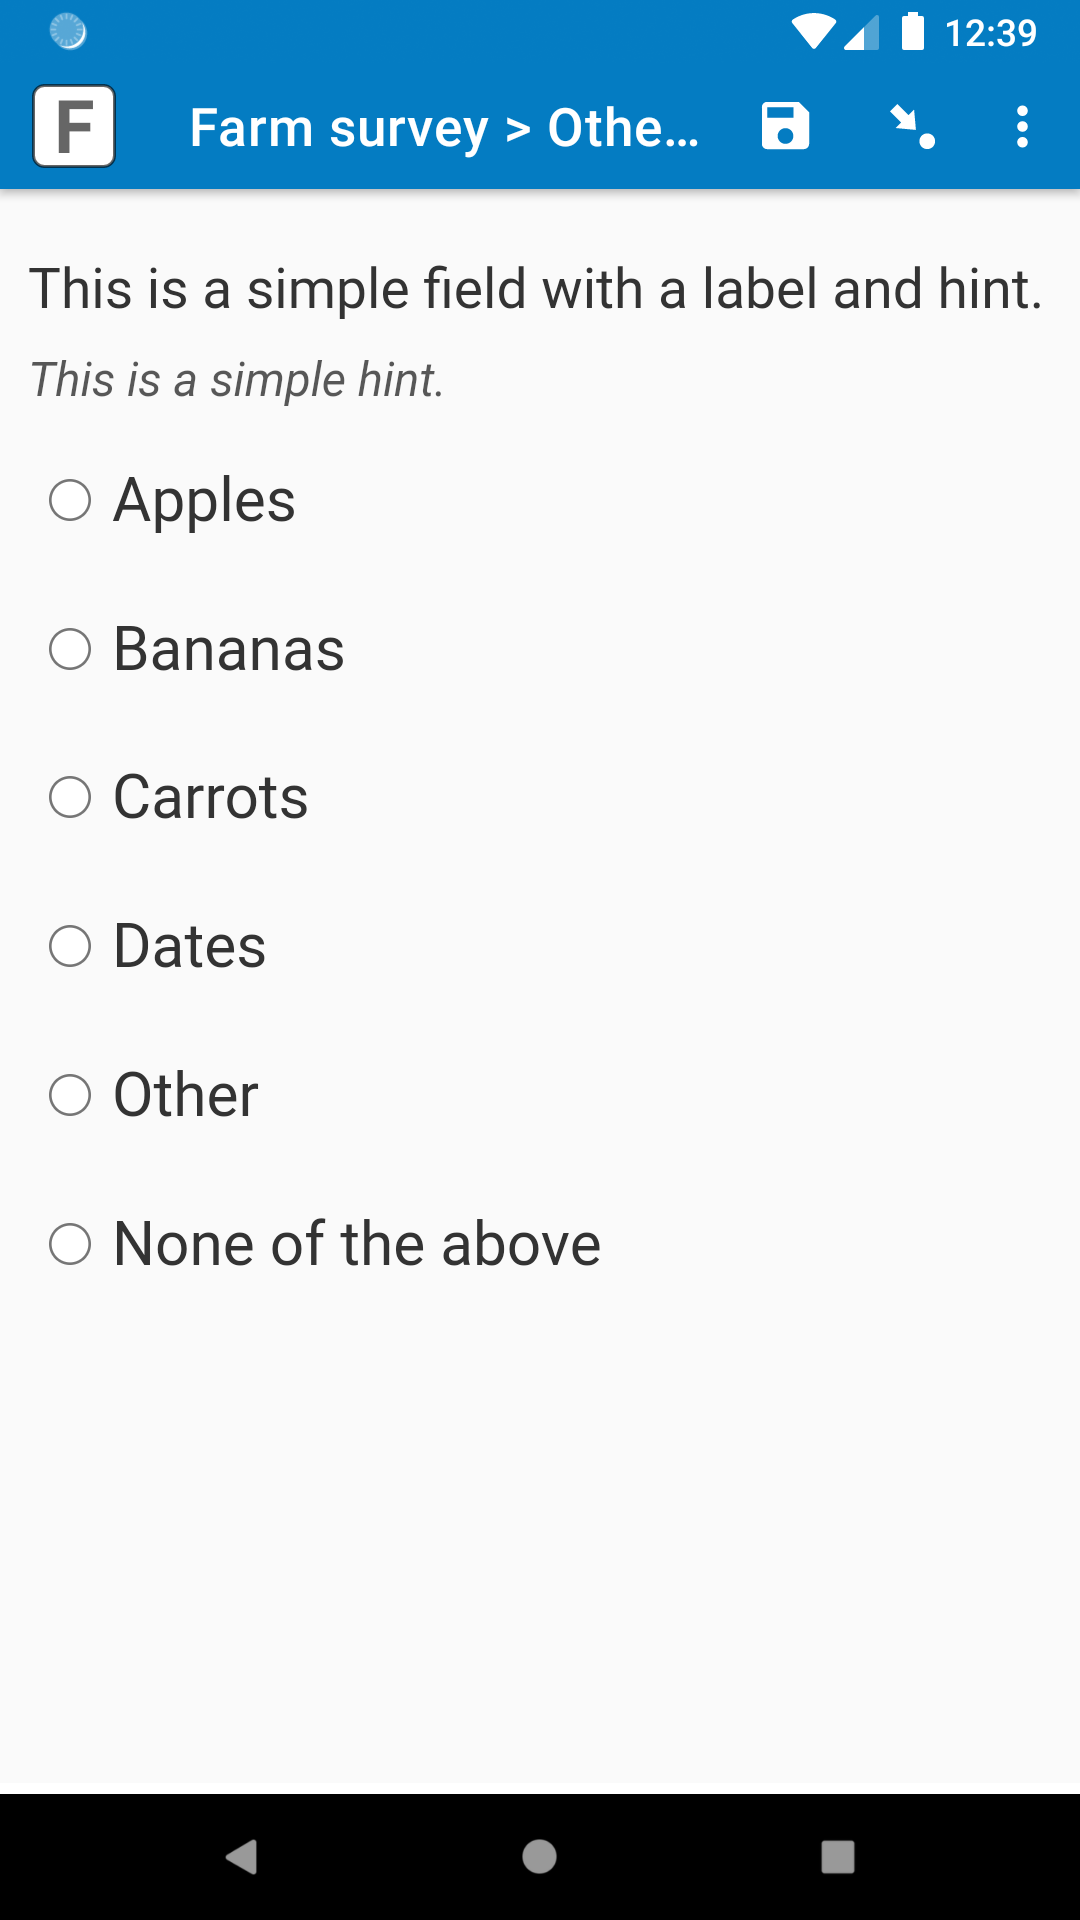 12:39
F
Farm survey > Othe...
This is a simple field with a label and hint.
This is a simple hint.
Apples
Bananas
Carrots
Dates
Other
None of the above